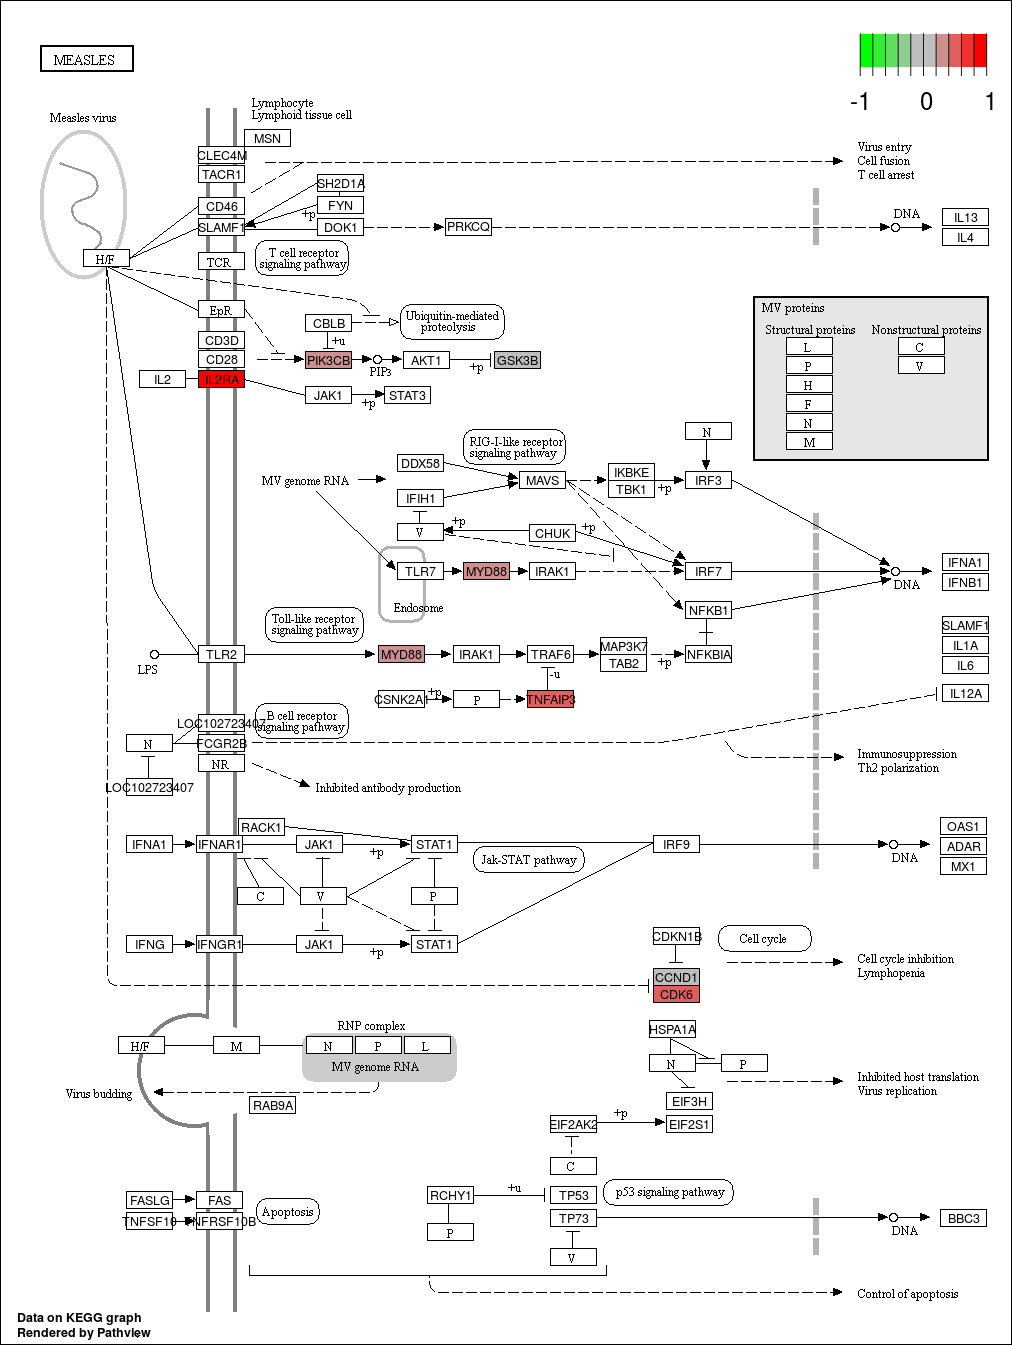 MEASLES
-1 0 1
Measles virus
Lymphocyte
Lymphoid tissue cell
MSN
CLEC4M
TACR1
Virus entry
Cell fusion
T cell arrest
SH2D1A
CD46
FYN
+p
SLAMF1
DOK1
PRKCQ
DNA
IL13
IL4
H/F
TCR
T cell receptor
signaling pathway
EpR
CBLB
Ubiquitin-mediated
proteolysis
+u
CD3D
CD28
PIK3CB
PIP3
AKT1
+p
GSK3B
IL2
IL2RA
JAK1
+p
STAT3
MV proteins
Structural proteins
Nonstructural proteins
L
C
P
V
H
F
N
M
N
RIG-I-like receptor
signaling pathway
DDX58
MV genome RNA
MAVS
IKBKE
TBK1
+p
IRF3
IFIH1
V
+p
CHUK
+p
TLR7
MYD88
IRAK1
IRF7
DNA
IFNA1
IFNB1
Endosome
NFKB1
Toll-like receptor
signaling pathway
SLAMF1
IL1A
IL6
IL12A
LPS
TLR2
MYD88
IRAK1
TRAF6
MAP3K7
TAB2
+p
NFKBIA
-u
CSNK2A1
+p
P
TNFAIP3
B cell receptor
signaling pathway
LOC102723407
N
FCGR2B
NR
LOC102723407
Inhibited antibody production
Immunosuppression
Th2 polarization
RACK1
IFNA1
IFNAR1
JAK1
+p
STAT1
Jak-STAT pathway
IRF9
DNA
OAS1
ADAR
MX1
C
V
P
IFNG
IFNGR1
JAK1
+p
STAT1
CDKN1B
Cell cycle
CCND1
CDK6
Cell cycle inhibition
Lymphopenia
RNP complex
H/F
M
N
P
L
MV genome RNA
HSPA1A
N
P
EIF3H
Inhibited host translation
Virus replication
Virus budding
RAB9A
EIF2AK2
+p
EIF2S1
C
FASLG
FAS
TNFSF10
TNFRSF10B
Apoptosis
RCHY1
+u
TP53
p53 signaling pathway
P
TP73
DNA
BBC3
V
Control of apoptosis
Data on KEGG graph
Rendered by Pathview